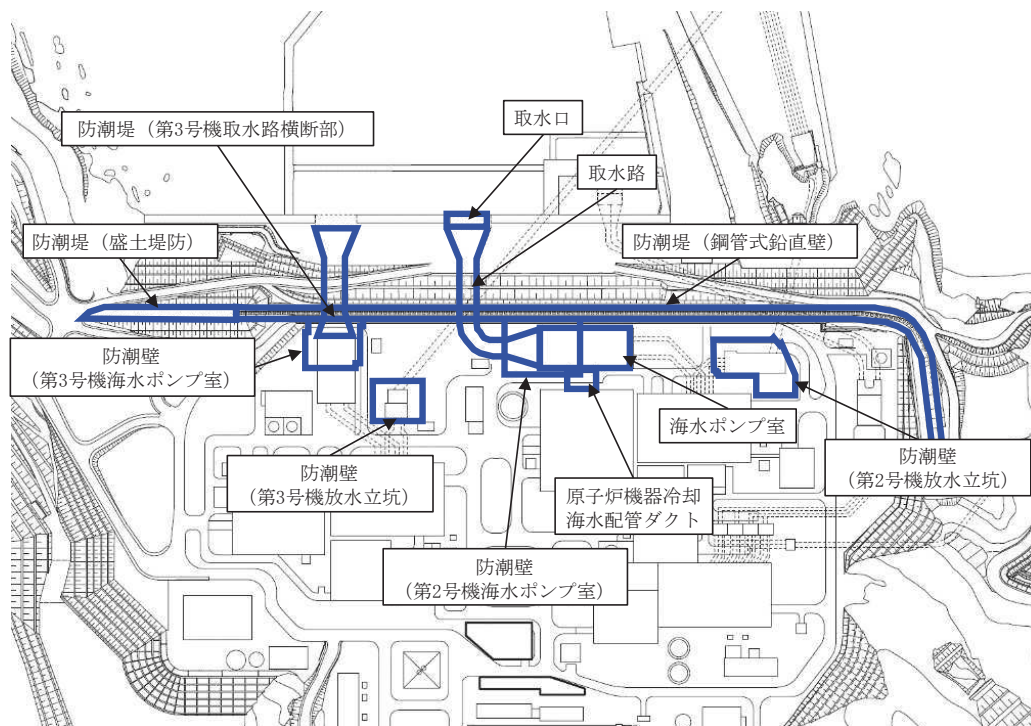 取水口
防潮堤（第3号機取水路横断部）
取水路
防潮堤（盛土堤防）
防潮堤（鋼管式鉛直壁）
防潮壁
（第3号機海水ポンプ室）
海水ポンプ室
防潮壁
（第2号機放水立坑）
防潮壁
（第3号機放水立坑）
原子炉機器冷却
海水配管ダクト
防潮壁
（第2号機海水ポンプ室）